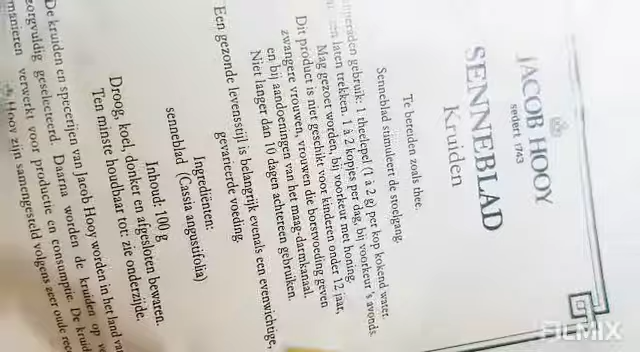 JACOB HOOY
sedert 1743
SENNEBLAD
Kruiden
Te bereiden zoals thee.
Senneblad stimuleert de stoelgang.
gebruik: 1 theelepel (1 à 2 g) per kop kokend water.
laten trekken. 1 à 2 kopjes per dag, bij voorkeur 's avonds.
Mag gezoet worden, bij voorkeur met honing.
Dit product is niet geschikt voor kinderen onder 12 jaar,
zwangere vrouwen, vrouwen die borstvoeding geven
en bij aandoeningen van het maag-darmkanaal.
Niet langer dan 10 dagen achtereen gebruiken.
Een gezonde levensstijl is belangrijk evenals een evenwichtige,
gevarieerde voeding.
Ingrediënten:
senneblad (Cassia angustifolia)
Inhoud: 100 g
Droog, koel, donker en afgesloten bewaren.
Ten minste houdbaar tot: zie onderzijde.
De kruiden en specerijen van Jacob Hooy worden in het land van
zorgvuldig geselecteerd. Daarna worden de kruiden op
manieren verwerkt voor productie en consumptie. De
Hooy zijn samengesteld volgens zeer oude
FILMIX